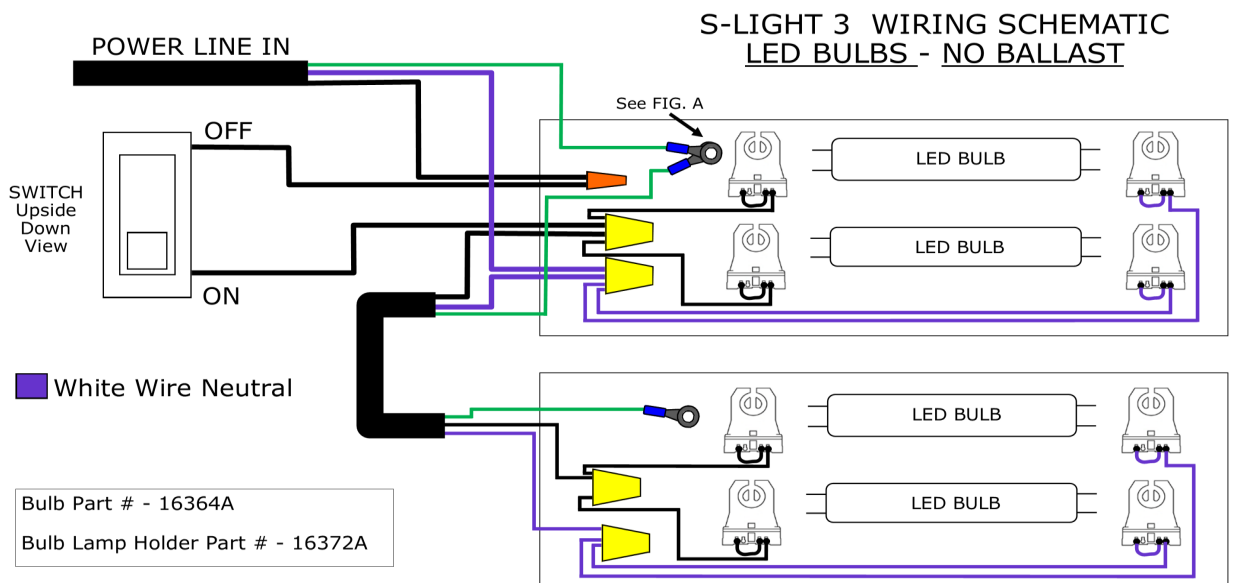 S-LIGHT 3 WIRING SCHEMATIC
LED BULBS - NO BALLAST
POWER LINE IN
See FIG. A
OFF
SWITCH
Upside
Down
View
ON
LED BULB
LED BULB
White Wire Neutral
LED BULB
LED BULB
Bulb Part # - 16364A
Bulb Lamp Holder Part # - 16372A